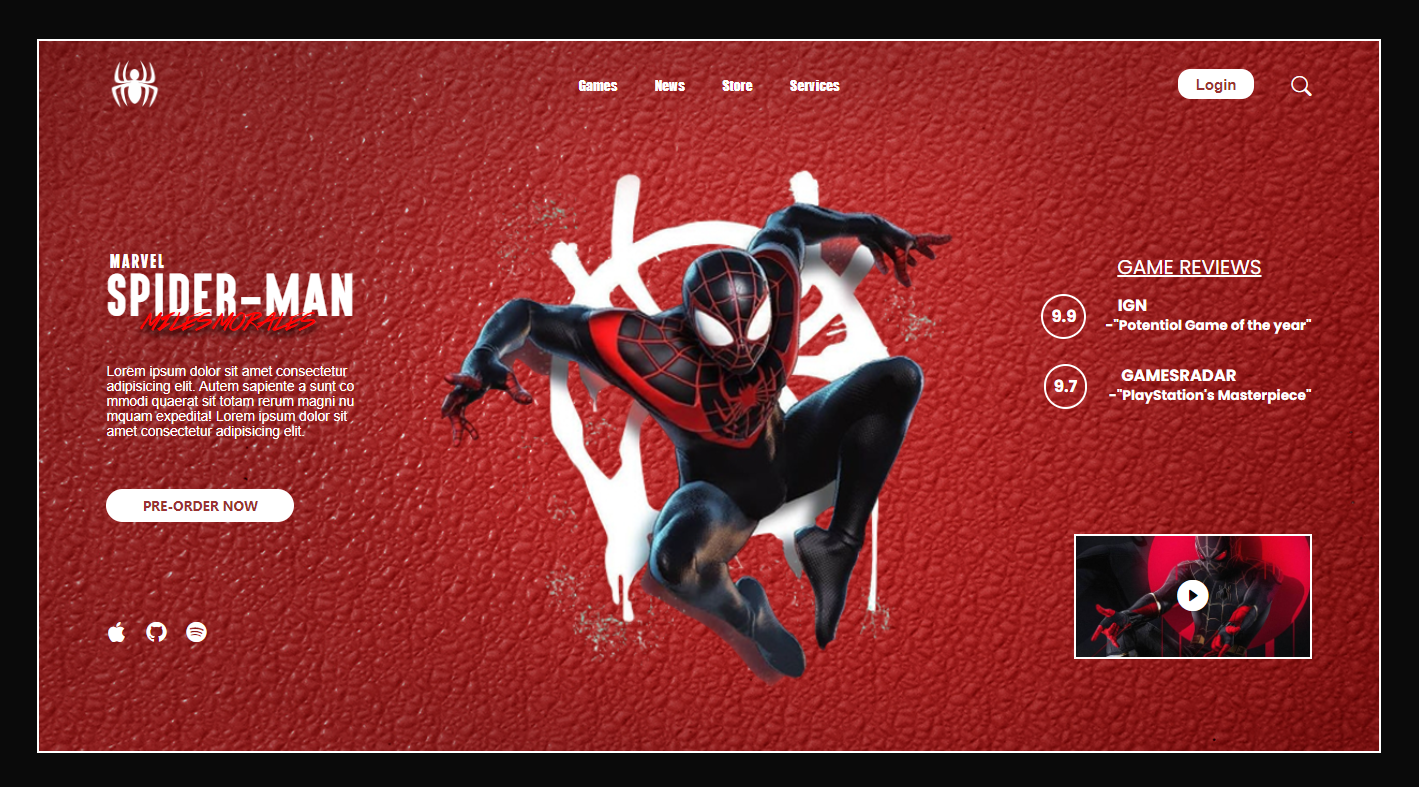 Games News Store Services Login
MARVEL
SPIDER-MAN
MILES MORALES
Lorem ipsum dolor sit amet consectetur
adipisicing elit. Autem sapiente a sunt co
mmodi quaerat sit totam rerum magni nu
mquam expedita! Lorem ipsum dolor sit
amet consectetur adipisicing elit.
PRE-ORDER NOW
GAME REVIEWS
9.9
IGN
-"Potentiol Game of the year"
9.7
GAMESRADAR
-"PlayStation's Masterpiece"